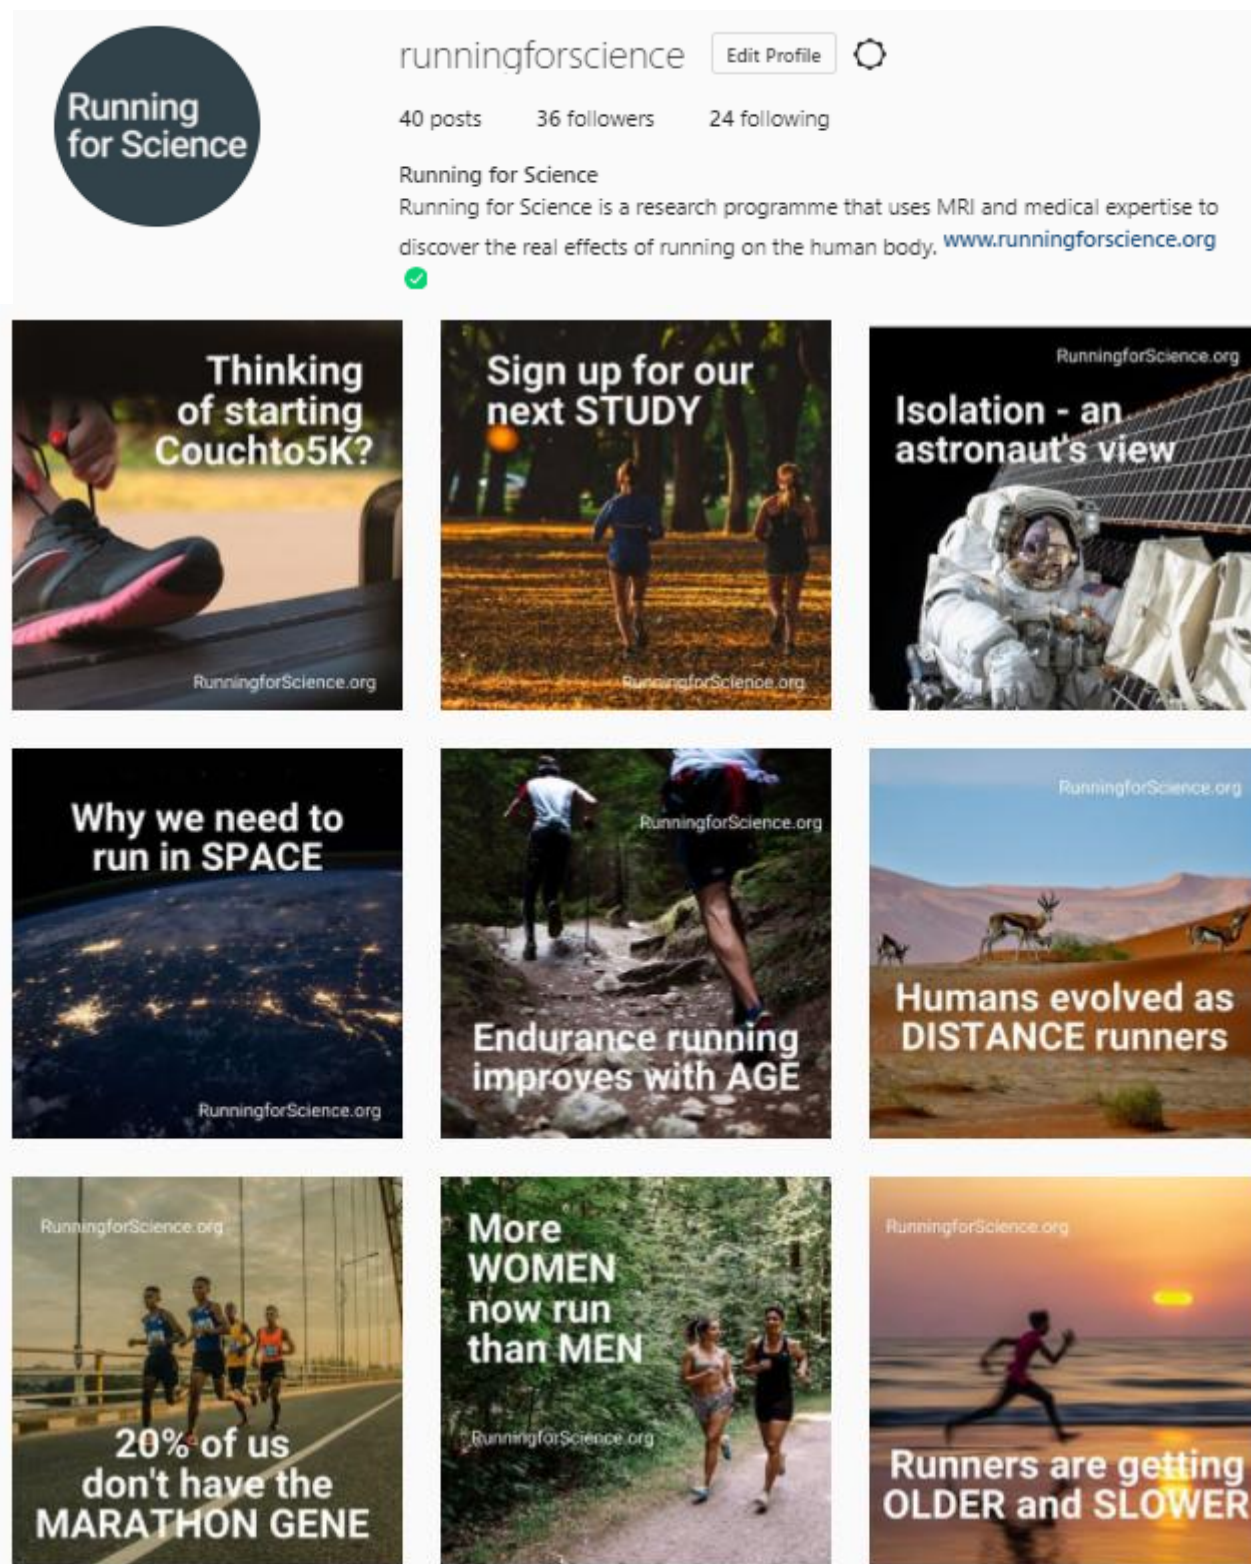 Running
for Science
runningforscience Edit Profile
40 posts 36 followers 24 following
Running for Science
Running for Science is a research programme that uses MRI and medical expertise to
discover the real effects of running on the human body. www.runningforscience.org
Thinking
of starting
Couchto5K?
RunningforScience.org
Sign up for our
next STUDY
RunningforScience.org
RunningforScience.org
Isolation - an
astronaut's view
Why we need to
run in SPACE
RunningforScience.org
RunningforScience.org
Endurance running
improves with AGE
RunningforScience.org
Humans evolved as
DISTANCE runners
RunningforScience.org
20% of us
don't have the
MARATHON GENE
More
WOMEN
now run
than MEN
RunningforScience.org
RunningforScience.org
Runners are getting
OLDER and SLOWER